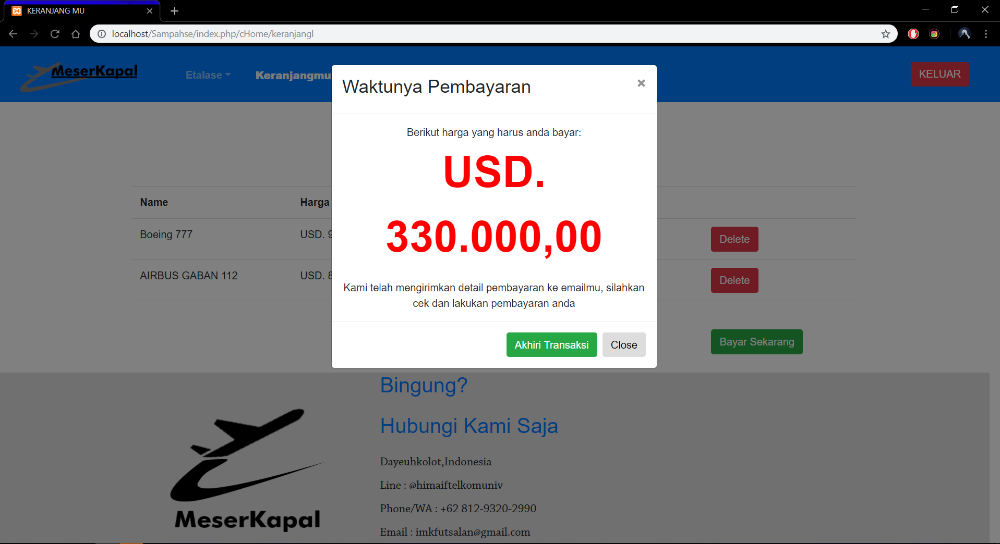 KERANJANG MU
localhost/Sampahse/index.php/cHome/keranjangl
MeserKapal
Etalase
Keranjangmu
KELUAR
Waktunya Pembayaran
×
Berikut harga yang harus anda bayar:
USD.
330.000,00
Kami telah mengirimkan detail pembayaran ke emailmu, silahkan
cek dan lakukan pembayaran anda
Akhiri Transaksi
Close
Name
Harga
Boeing 777
USD. 9
Delete
AIRBUS GABAN 112
USD. 8
Delete
Bayar Sekarang
MeserKapal
Bingung?
Hubungi Kami Saja
Dayeuhkolot,Indonesia
Line : @himaiftelkomuniv
Phone/WA : +62 812-9320-2990
Email : imkfutsalan@gmail.com